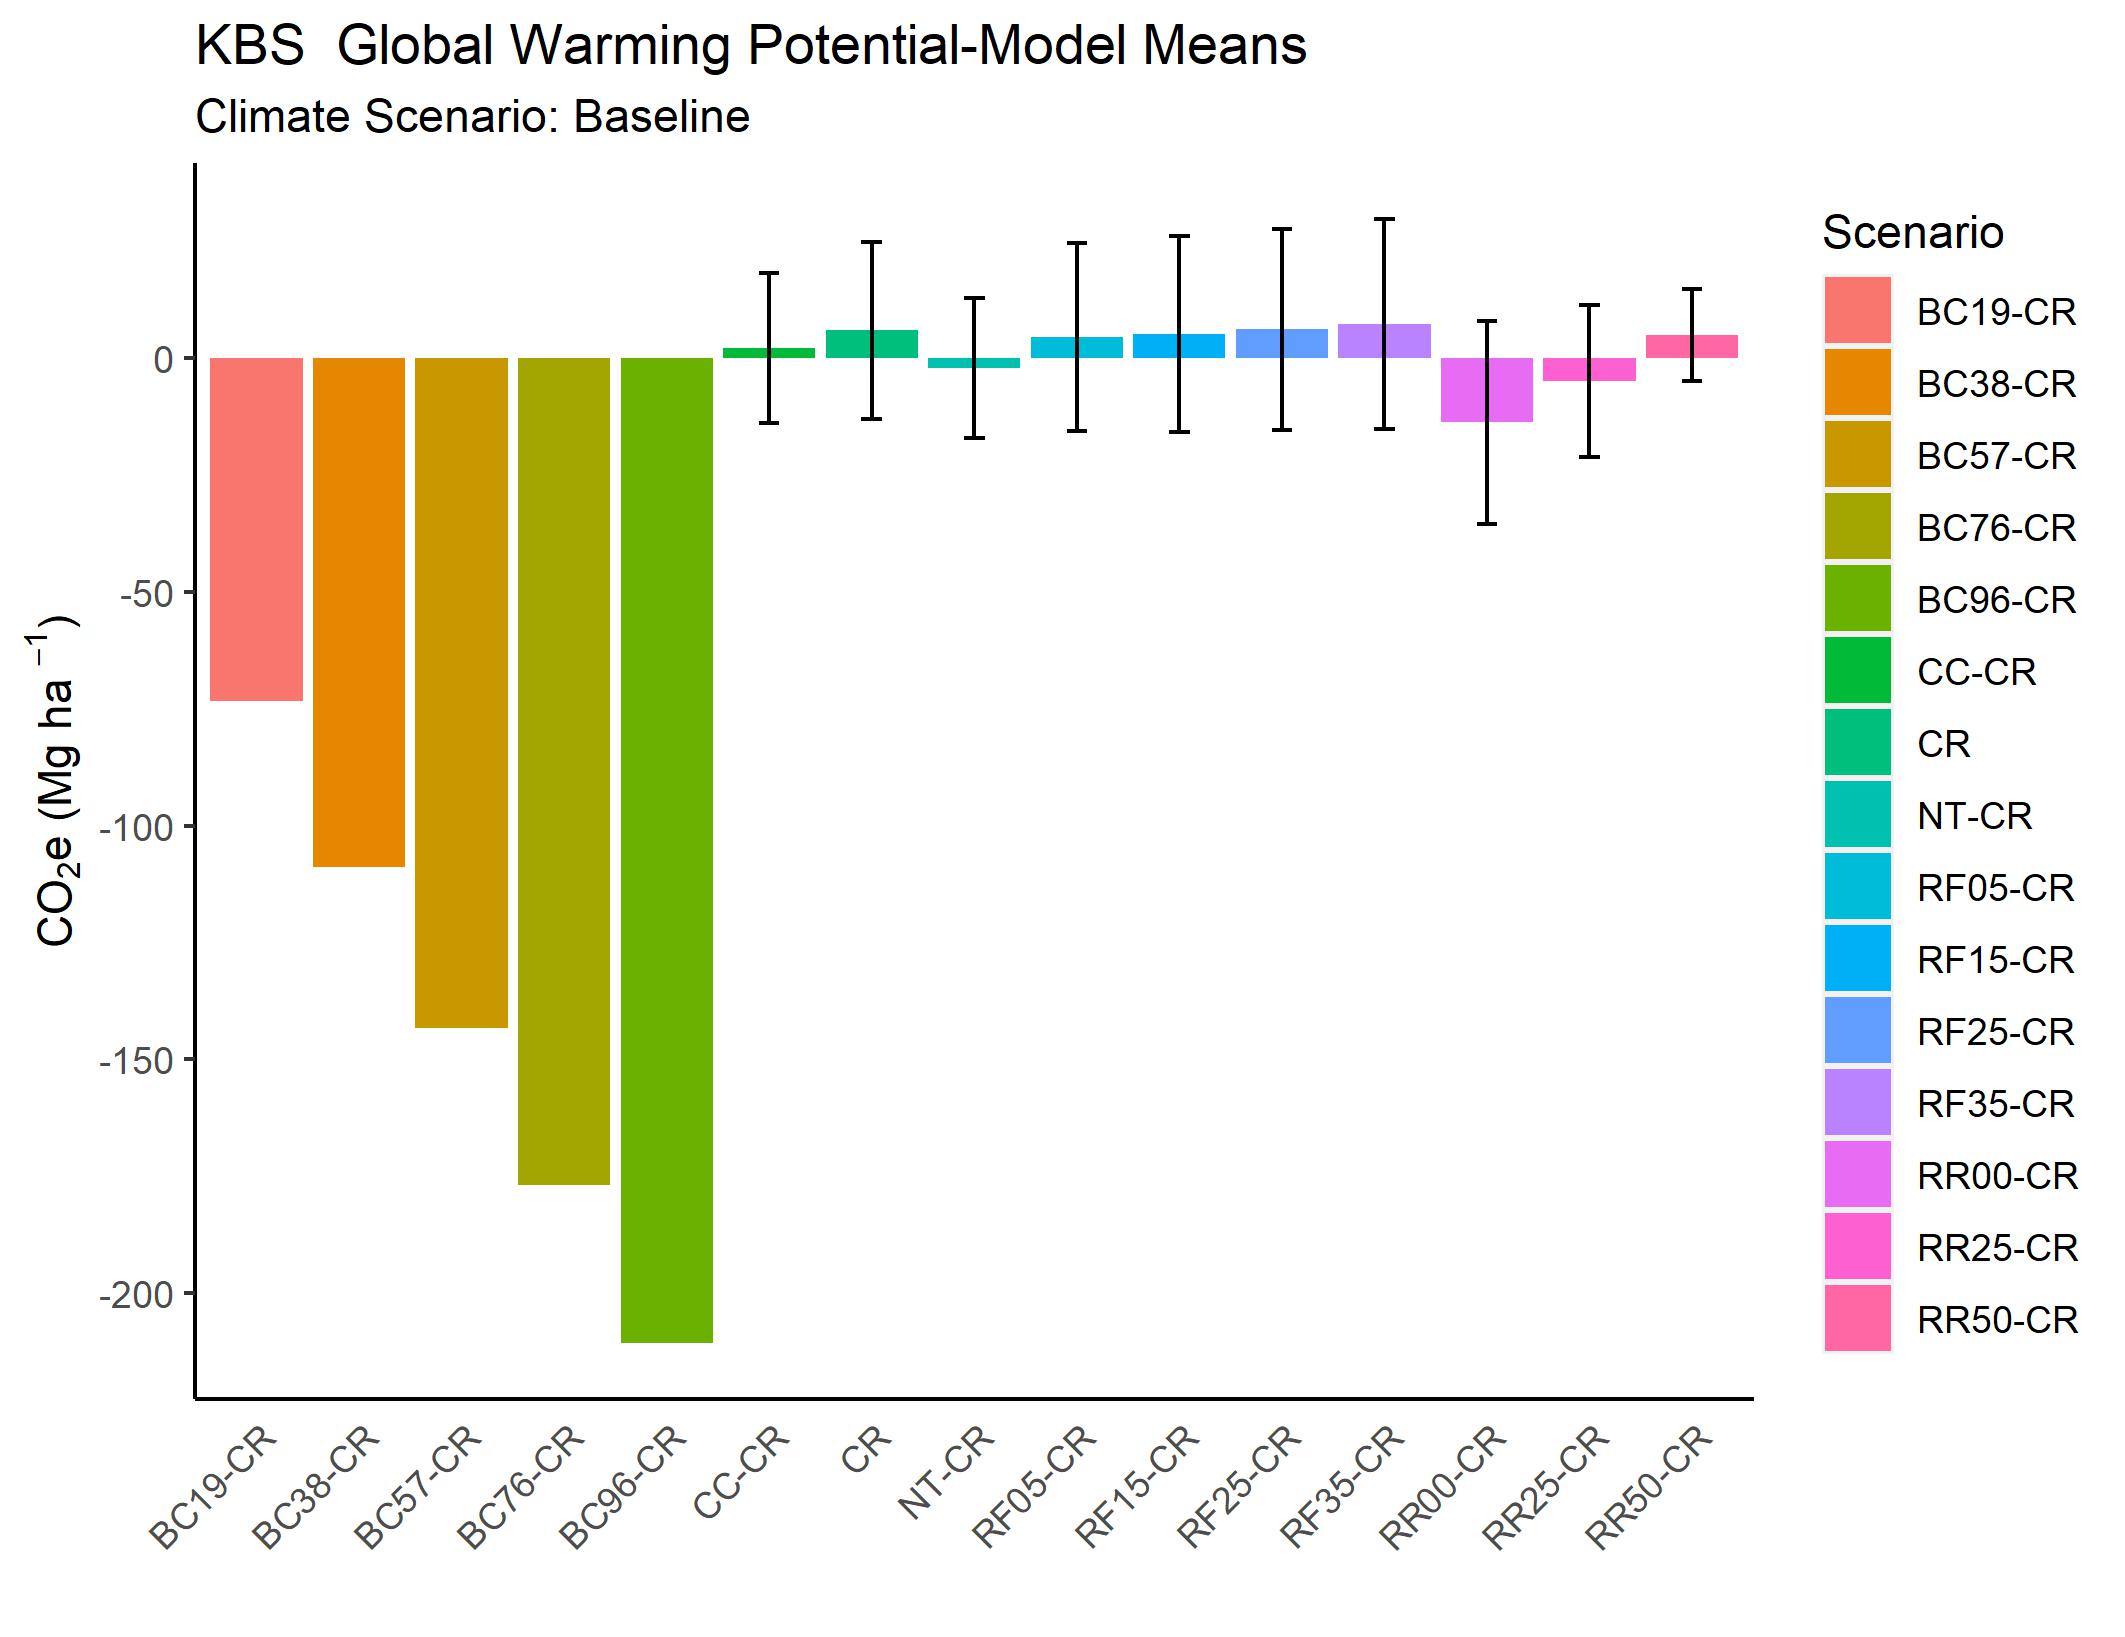 KBS  Global Warming Potential-Model Means
Climate Scenario: Baseline
CO₂e (Mg ha ⁻¹)
0
-50
-100
-150
-200
BC19-CR
BC38-CR
BC57-CR
BC76-CR
BC96-CR
CC-CR
CR
NT-CR
RF05-CR
RF15-CR
RF25-CR
RF35-CR
RR00-CR
RR25-CR
RR50-CR
Scenario
BC19-CR
BC38-CR
BC57-CR
BC76-CR
BC96-CR
CC-CR
CR
NT-CR
RF05-CR
RF15-CR
RF25-CR
RF35-CR
RR00-CR
RR25-CR
RR50-CR